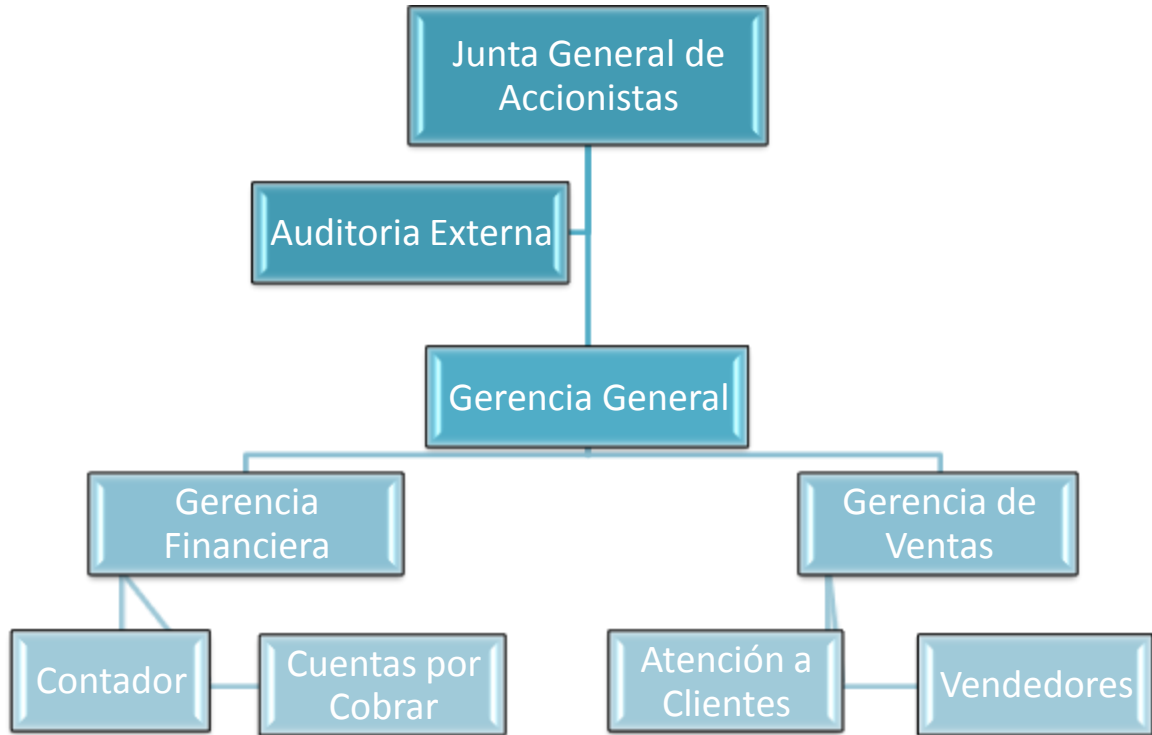 Junta General de
Accionistas
Auditoria Externa
Gerencia General
Gerencia
Financiera
Gerencia de
Ventas
Contador
Cuentas por
Cobrar
Atención a
Clientes
Vendedores